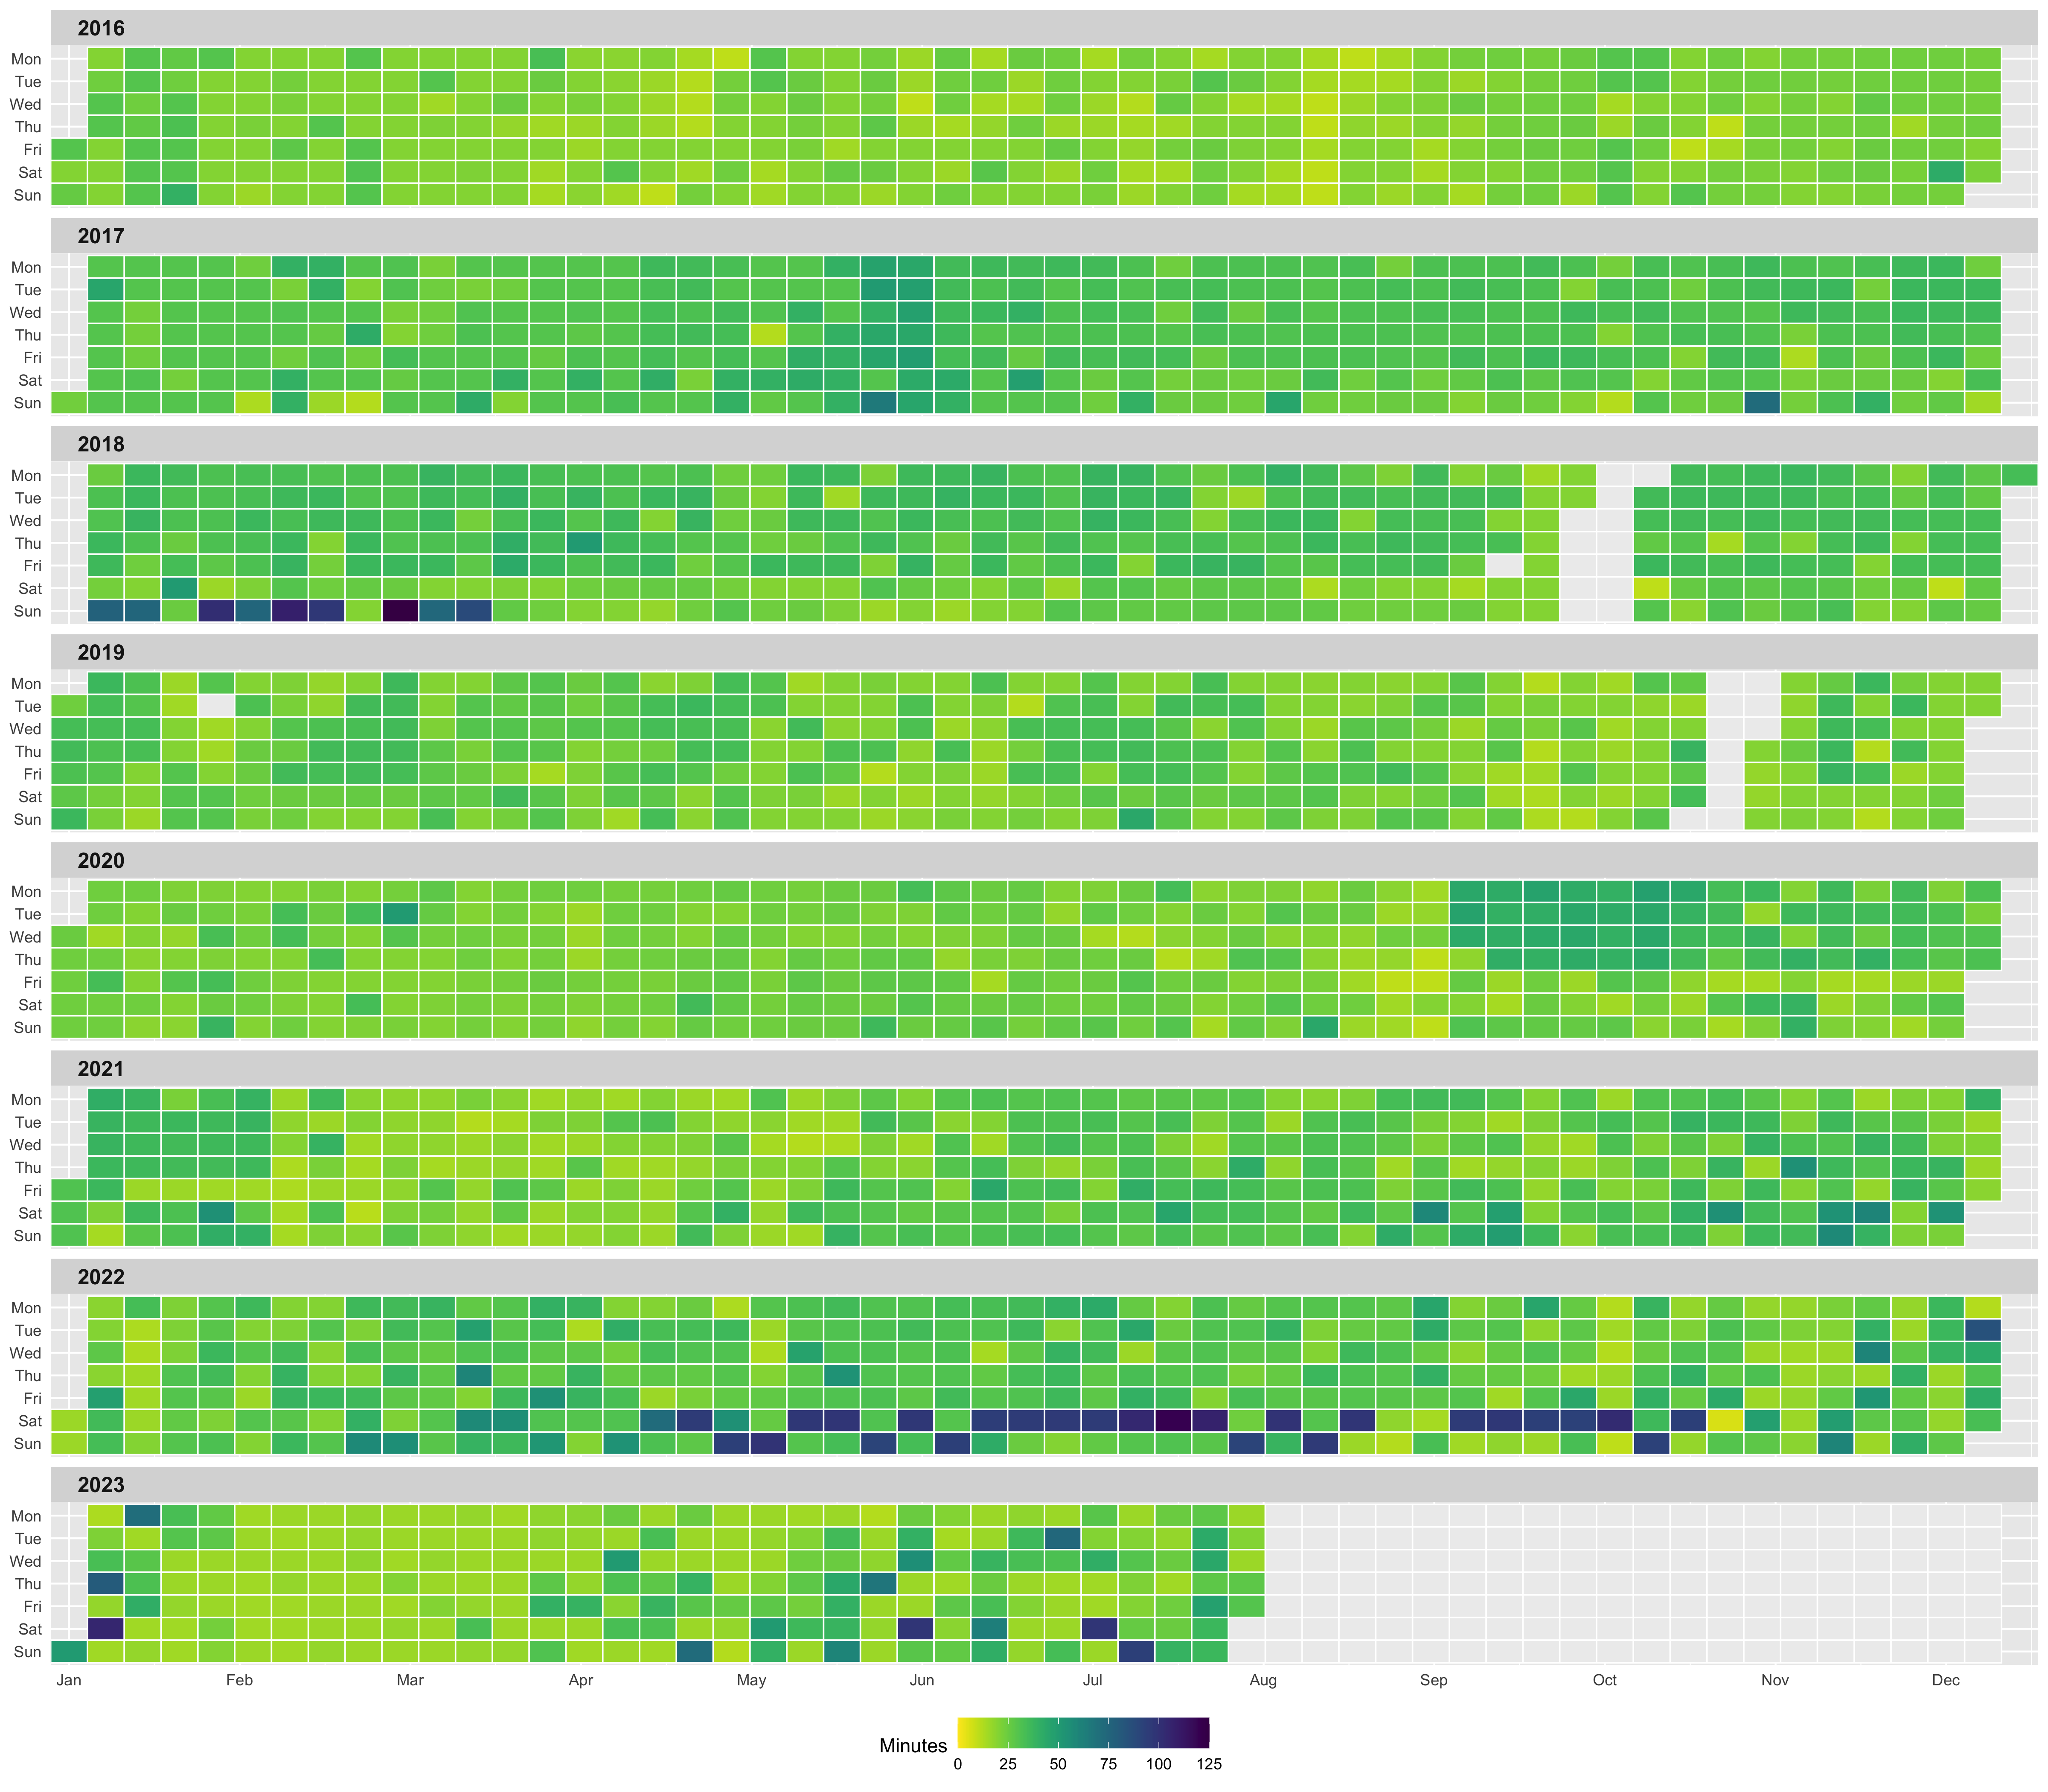 2016
Mon
Tue
Wed
Thu
Fri
Sat
Sun
2017
Mon
Tue
Wed
Thu
Fri
Sat
Sun
2018
Mon
Tue
Wed
Thu
Fri
Sat
Sun
2019
Mon
Tue
Wed
Thu
Fri
Sat
Sun
2020
Mon
Tue
Wed
Thu
Fri
Sat
Sun
2021
Mon
Tue
Wed
Thu
Fri
Sat
Sun
2022
Mon
Tue
Wed
Thu
Fri
Sat
Sun
2023
Mon
Tue
Wed
Thu
Fri
Sat
Sun
Jan Feb Mar Apr May Jun Jul Aug Sep Oct Nov Dec
Minutes
0 25 50 75 100 125